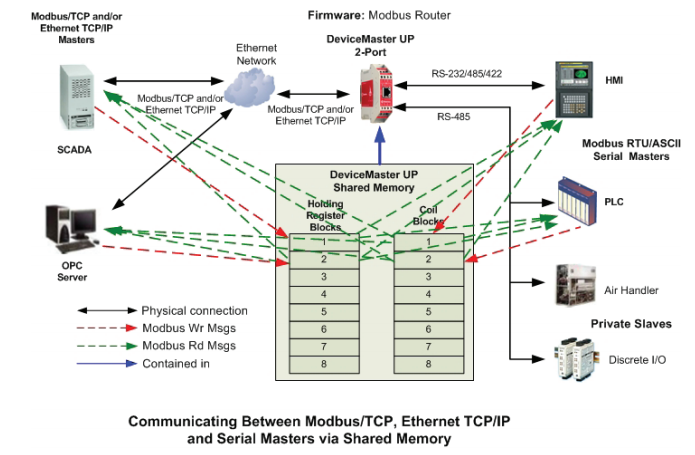 Firmware: Modbus Router
Modbus/TCP and/or
Ethernet TCP/IP
Masters
Ethernet
Network
DeviceMaster UP
2-Port
RS-232/485/422
HMI
Modbus/TCP and/or
Ethernet TCP/IP
Modbus/TCP and/or
Ethernet TCP/IP
RS-485
SCADA
Modbus RTU/ASCII
Serial Masters
DeviceMaster UP
Shared Memory
Holding
Register
Blocks
Coil
Blocks
PLC
1
2
3
4
5
6
7
8
1
2
3
4
5
6
7
8
OPC
Server
Air Handler
Private Slaves
Discrete I/O
Physical connection
Modbus Wr Msgs
Modbus Rd Msgs
Contained in
Communicating Between Modbus/TCP, Ethernet TCP/IP
and Serial Masters via Shared Memory